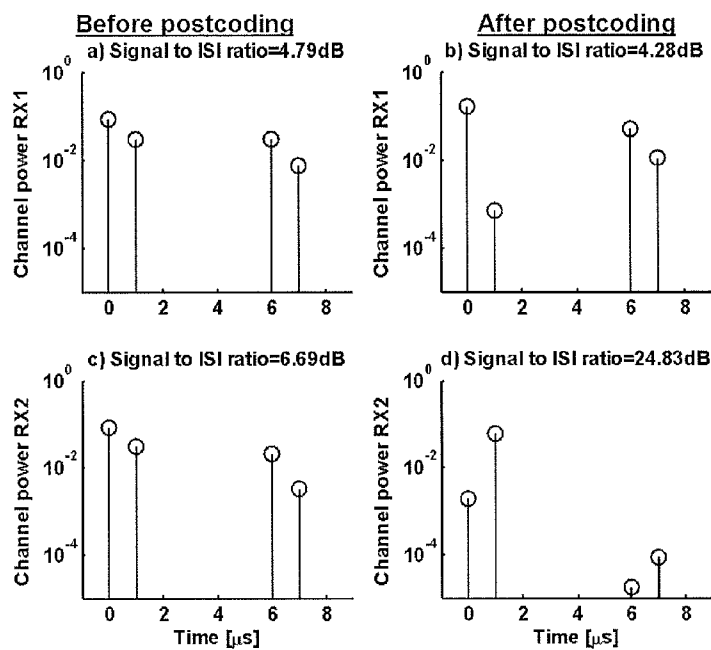 Before postcoding
After postcoding
a) Signal to ISI ratio=4.79dB
b) Signal to ISI ratio=4.28dB
Channel power RX1
10^0
10^-2
10^-4
0 2 4 6 8
Channel power RX1
10^0
10^-2
10^-4
0 2 4 6 8
c) Signal to ISI ratio=6.69dB
d) Signal to ISI ratio=24.83dB
Channel power RX2
10^0
10^-2
10^-4
0 2 4 6 8
Time [μs]
Channel power RX2
10^0
10^-2
10^-4
0 2 4 6 8
Time [μs]